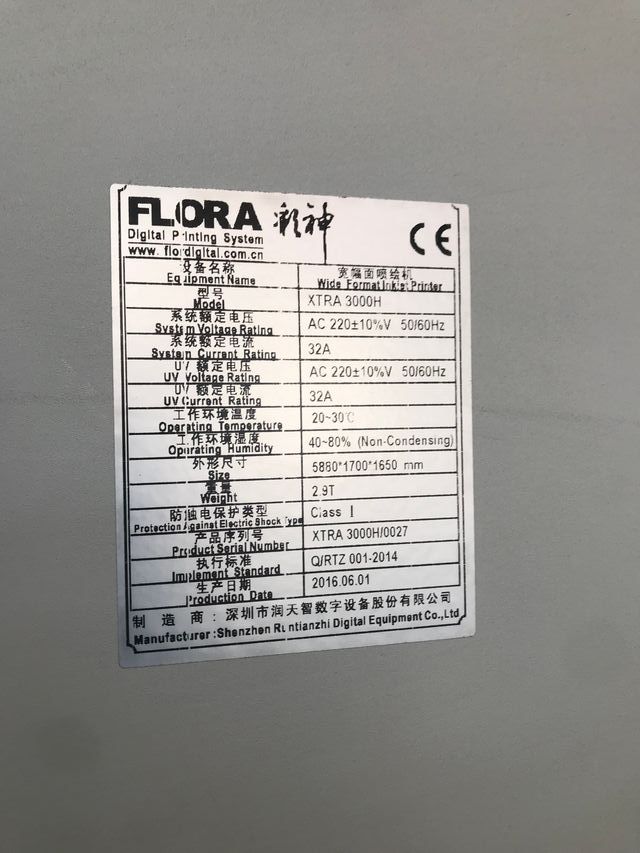 FLORA 彩神
CE
Digital Printing System
www. floradigital.com.cn
设备名称 宽幅面喷绘机
Equipment Name Wide Format Inkjet Printer
型号
Model XTRA 3000H
系统额定电压
System Voltage Rating AC 220±10%V 50/60Hz
系统额定电流
System Current Rating 32A
UV 额定电压
UV Voltage Rating AC 220±10%V 50/60Hz
UV 额定电流
UV Current Rating 32A
工作环境温度
Operating Temperature 20~30℃
工作环境湿度
Operating Humidity 40~80% (Non-Condensing)
外形尺寸
Size 5860*1700*1650 mm
重量
Weight 2.9T
防触电保护类型
Protection Against Electric Shock Type Class Ⅰ
产品序列号
Product Serial Number XTRA 3000H/0027
执行标准
Implement Standard Q/RTZ 001-2014
生产日期
Production Date 2016.06.01
制 造 商 : 深圳市润天智数字设备股份有限公司
Manufacturer :Shenzhen Runtianzhi Digital Equipment Co.,Ltd